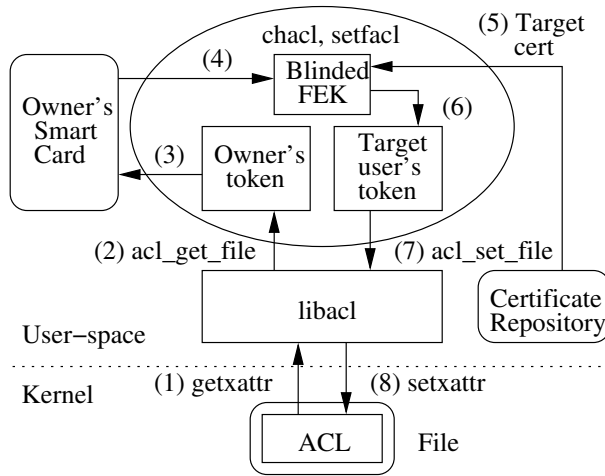 (5) Target
cert
chacl, setfacl
(4)
Blinded
FEK
Owner's
Smart
Card
(6)
(3)
Owner's
token
Target
user's
token
(2) acl_get_file
(7) acl_set_file
libacl
Certificate
Repository
User-space
Kernel
(1) getxattr
(8) setxattr
ACL
File